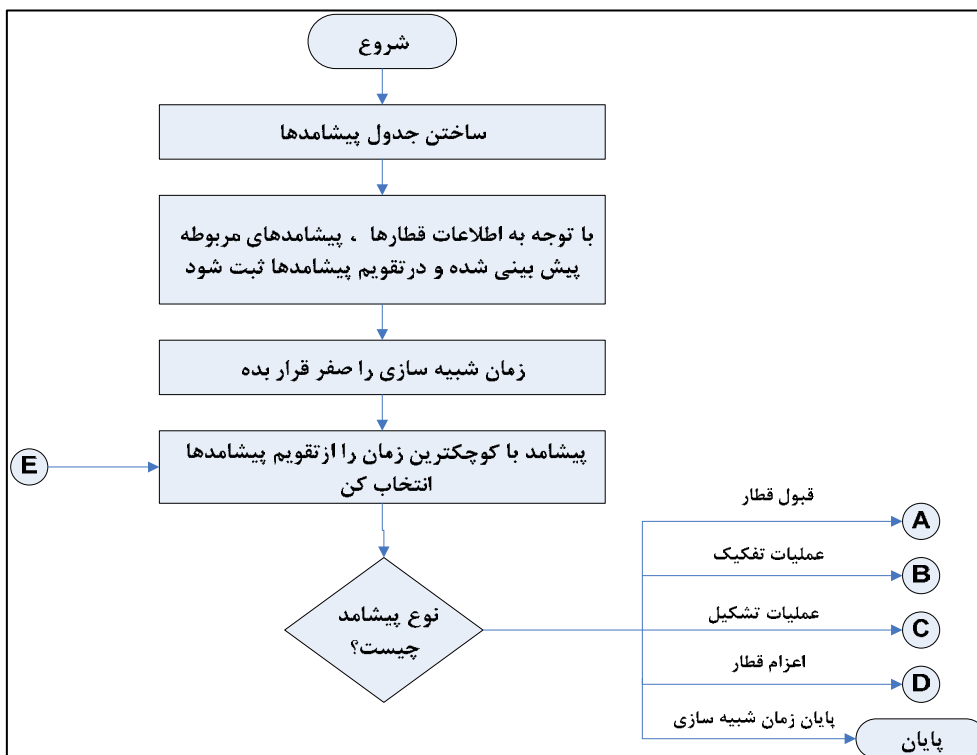 شروع
ساختن جدول پیشامدها
با توجه به اطلاعات قطارها ، پیشامدهای مربوطه
پیش بینی شده و درتقویم پیشامدها ثبت شود
زمان شبیه سازی را صفر قرار بده
E
پیشامد با کوچکترین زمان را ازتقویم پیشامدها
انتخاب کن
نوع پیشامد
چیست؟
قبول قطار
A
عملیات تفکیک
B
عملیات تشکیل
C
اعزام قطار
D
پایان زمان شبیه سازی
پایان